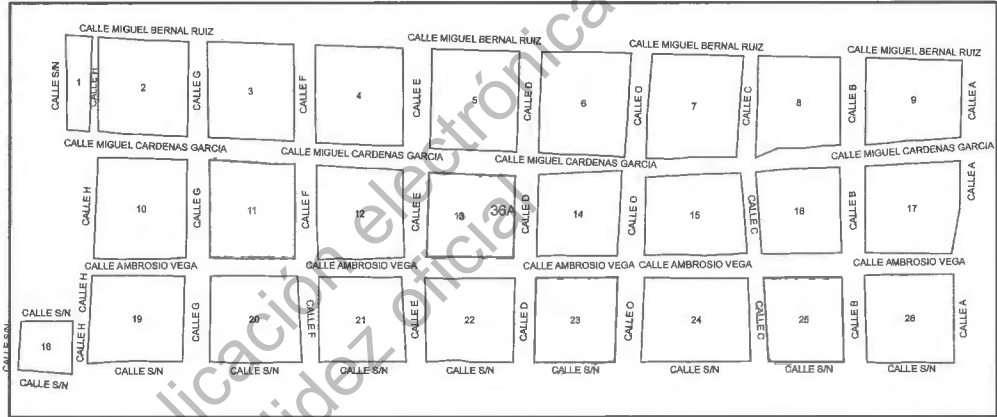 CALLE MIGUEL BERNAL RUIZ
CALLE MIGUEL BERNAL RUIZ
CALLE MIGUEL BERNAL RUIZ
CALLE MIGUEL BERNAL RUIZ
CALLE S/N
1
CALLE H
2
CALLE G
3
CALLE F
4
CALLE E
5
CALLE D
6
CALLE O
7
CALLE C
8
CALLE B
9
CALLE A
CALLE MIGUEL CARDENAS GARCIA
CALLE MIGUEL CARDENAS GARCIA
CALLE MIGUEL CARDENAS GARCIA
CALLE MIGUEL CARDENAS GARCIA
CALLE H
10
CALLE G
11
CALLE F
12
CALLE E
13
36A
CALLE D
14
CALLE O
15
CALLE C
16
CALLE B
17
CALLE A
CALLE AMBROSIO VEGA
CALLE AMBROSIO VEGA
CALLE AMBROSIO VEGA
CALLE AMBROSIO VEGA
CALLE H
CALLE S/N
CALLE S/N
18
CALLE S/N
CALLE H
19
CALLE G
20
CALLE F
21
CALLE E
22
CALLE D
23
CALLE O
24
CALLE C
25
CALLE B
26
CALLE A
CALLE S/N
CALLE S/N
CALLE S/N
CALLE S/N
CALLE S/N
CALLE S/N
CALLE S/N
CALLE S/N
licación electrónica
idez oficial